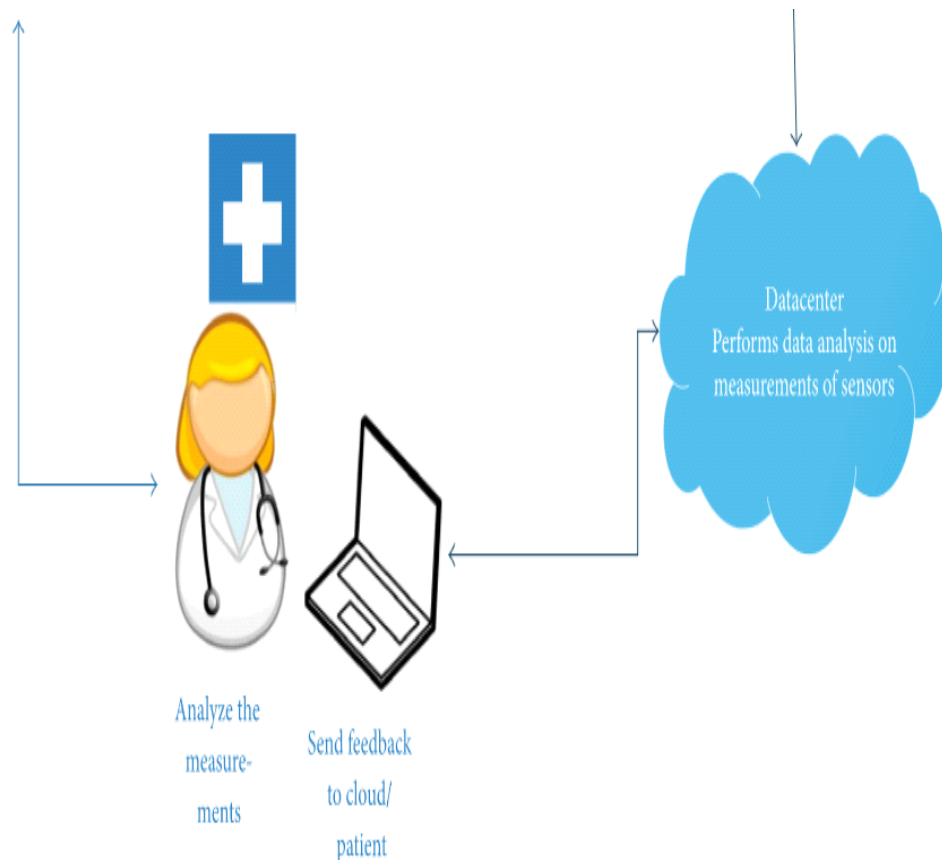 Datacenter
Performs data analysis on
measurements of sensors
Analyze the
measure-
ments
Send feedback
to cloud/
patient